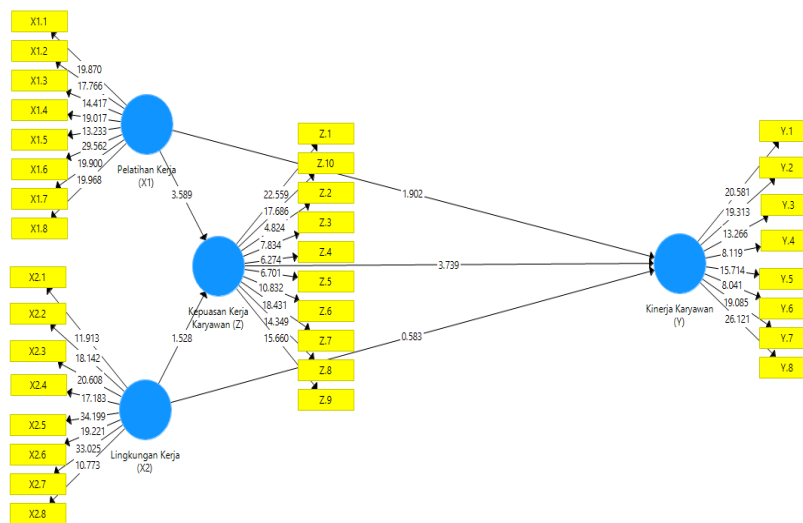 X1.1
X1.2
X1.3
X1.4
X1.5
X1.6
X1.7
X1.8
19.870
17.766
14.417
19.017
13.233
29.562
19.900
19.968
Pelatihan Kerja
(X1)
3.589
1.902
X2.1
X2.2
X2.3
X2.4
X2.5
X2.6
X2.7
X2.8
11.913
18.142
20.608
17.183
34.199
19.221
33.025
10.773
Lingkungan Kerja
(X2)
1.528
0.583
Kepuasan Kerja
Karyawan (Z)
3.739
22.559
17.686
4.824
7.834
6.274
6.701
10.832
18.431
14.349
15.660
Z.1
Z.10
Z.2
Z.3
Z.4
Z.5
Z.6
Z.7
Z.8
Z.9
Kinerja Karyawan
(Y)
20.581
19.313
13.266
8.119
15.714
8.041
19.085
26.121
Y.1
Y.2
Y.3
Y.4
Y.5
Y.6
Y.7
Y.8